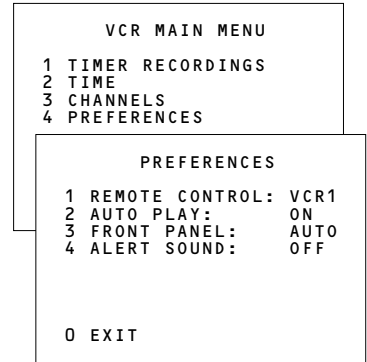 VCR MAIN MENU
1 TIMER RECORDINGS
2 TIME
3 CHANNELS
4 PREFERENCES
PREFERENCES
1 REMOTE CONTROL: VCR1
2 AUTO PLAY: ON
3 FRONT PANEL: AUTO
4 ALERT SOUND: OFF
0 EXIT